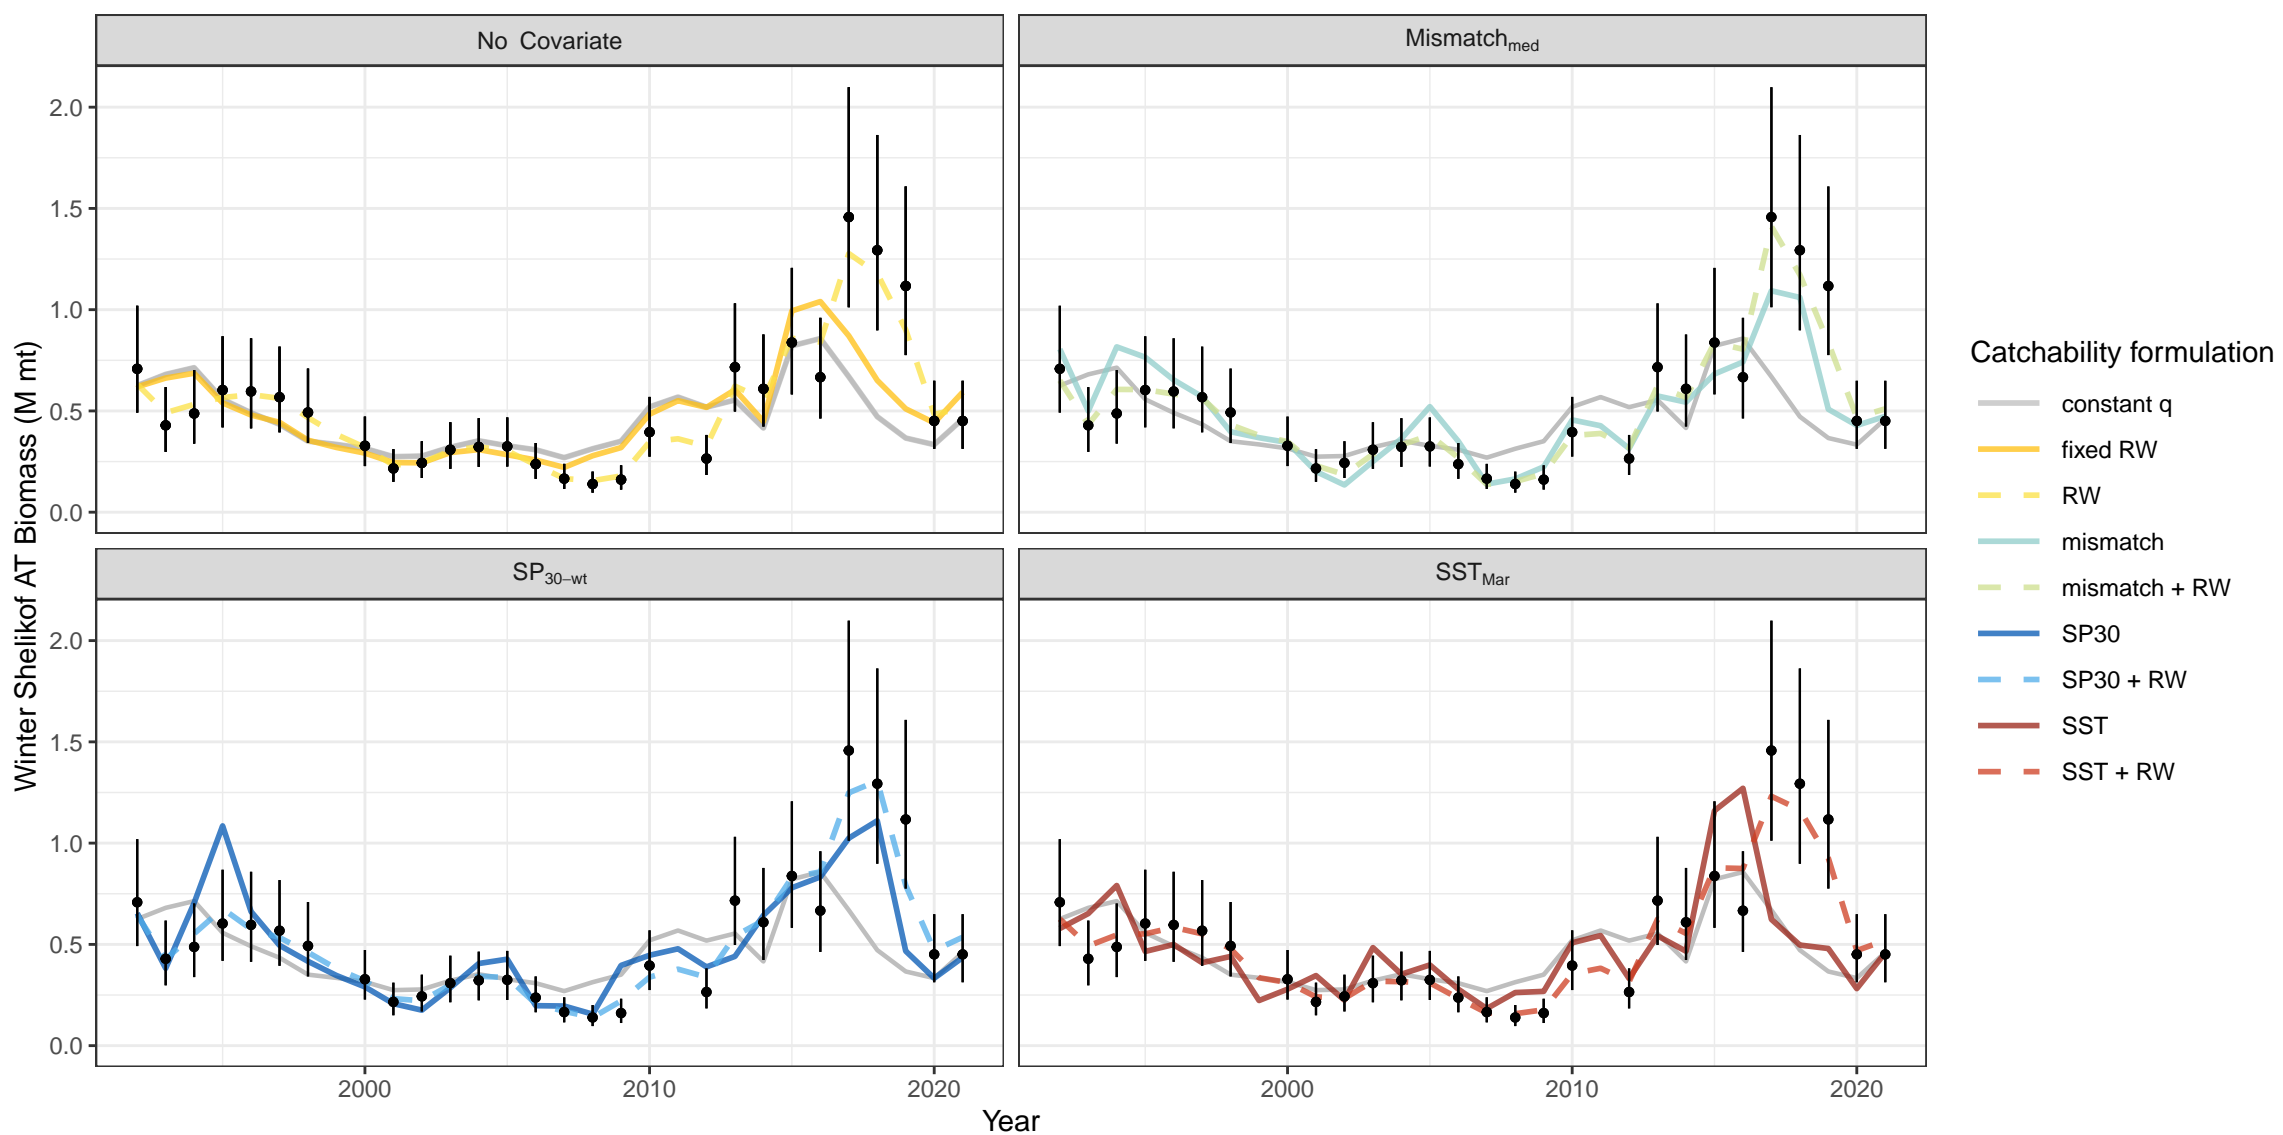 No Covariate
Mismatchmed
2.0
1.5
1.0
0.5
0.0
Winter Shelikof AT Biomass (M mt)
SP30−wt
SSTMar
2.0
1.5
1.0
0.5
0.0
2000
2010
2020
2000
2010
2020
Year
Catchability formulation
constant q
fixed RW
RW
mismatch
mismatch + RW
SP30
SP30 + RW
SST
SST + RW